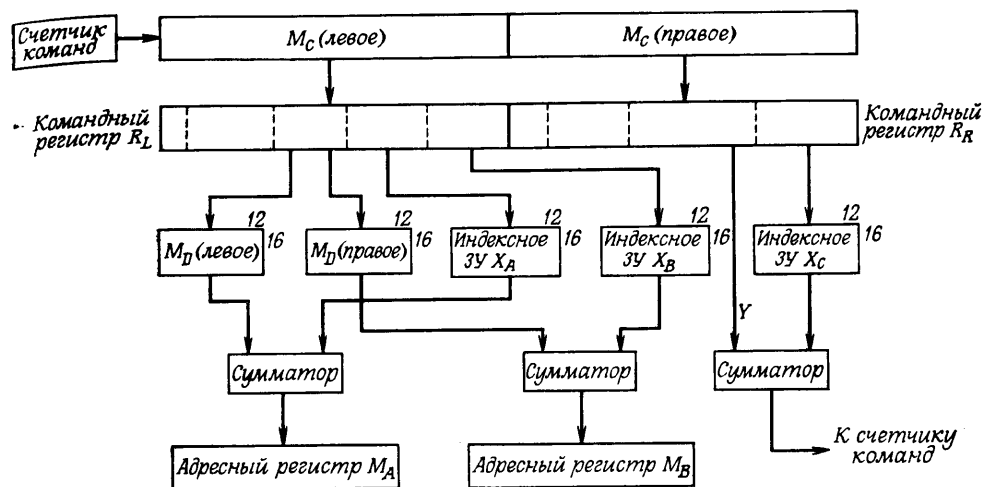 Счетчик
команд
M_C (левое)
M_C (правое)
Командный
регистр R_L
Командный
регистр R_R
12
M_D (левое)
16
12
M_D (правое)
16
12
Индексное
ЗУ X_A
16
12
Индексное
ЗУ X_B
16
12
Индексное
ЗУ X_C
16
Y
Сумматор
Сумматор
Сумматор
Адресный регистр M_A
Адресный регистр M_B
К счетчику
команд